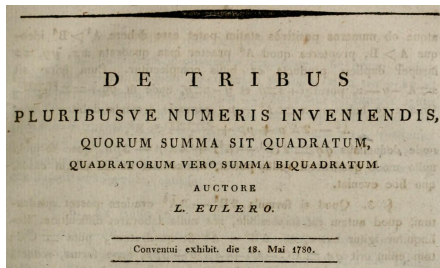 DE TRIBUS
PLURIBUSVE NUMERIS INVENIENDIS,
QUORUM SUMMA SIT QUADRATUM,
QUADRATORUM VERO SUMMA BIQUADRATUM.
AUCTORE
L. EULERO.
Conventui exhibit. die 18. Mai 1780.